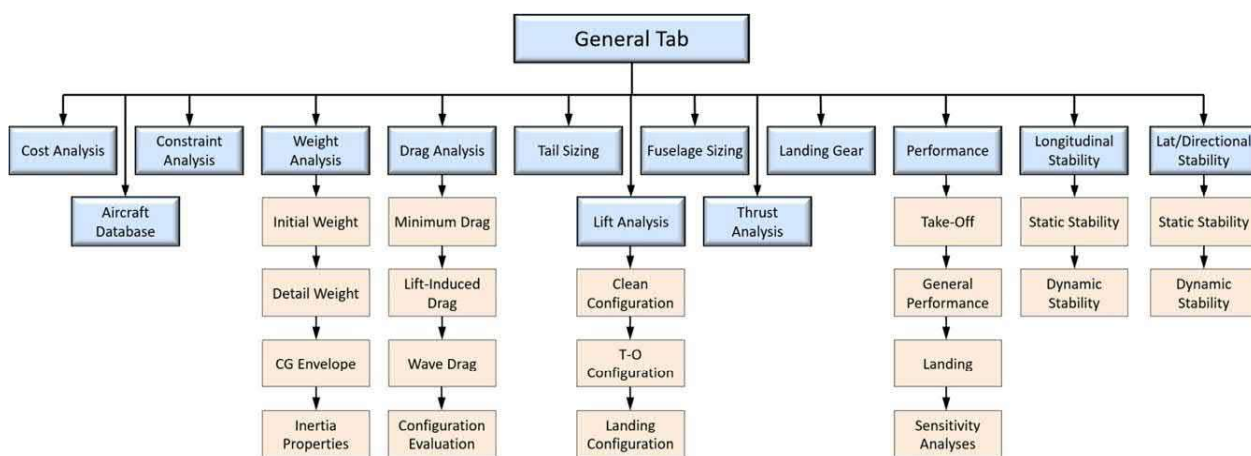 General Tab
Cost Analysis
Constraint
Analysis
Weight
Analysis
Drag Analysis
Tail Sizing
Fuselage Sizing
Landing Gear
Performance
Longitudinal
Stability
Lat/Directional
Stability
Aircraft
Database
Initial Weight
Minimum Drag
Lift Analysis
Thrust
Analysis
Take-Off
Static Stability
Static Stability
Detail Weight
Lift-Induced
Drag
Clean
Configuration
General
Performance
Dynamic
Stability
Dynamic
Stability
CG Envelope
Wave Drag
T-O
Configuration
Landing
Inertia
Properties
Configuration
Evaluation
Landing
Configuration
Sensitivity
Analyses